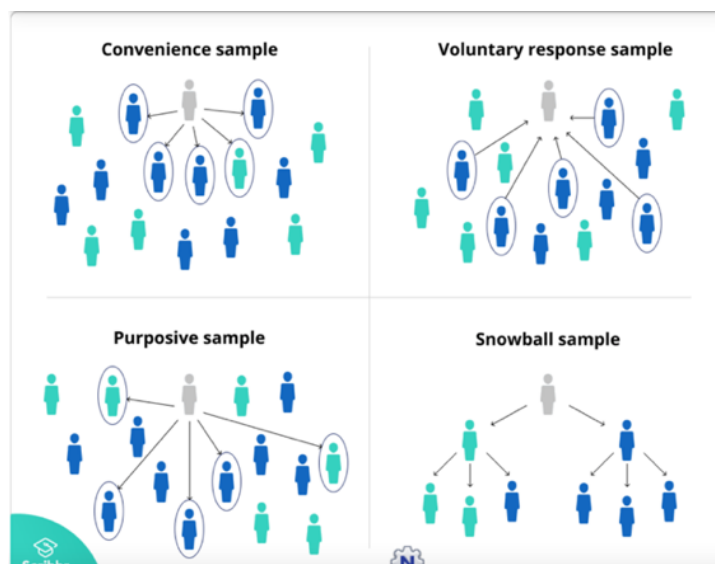 Convenience sample
Voluntary response sample
Purposive sample
Snowball sample
N